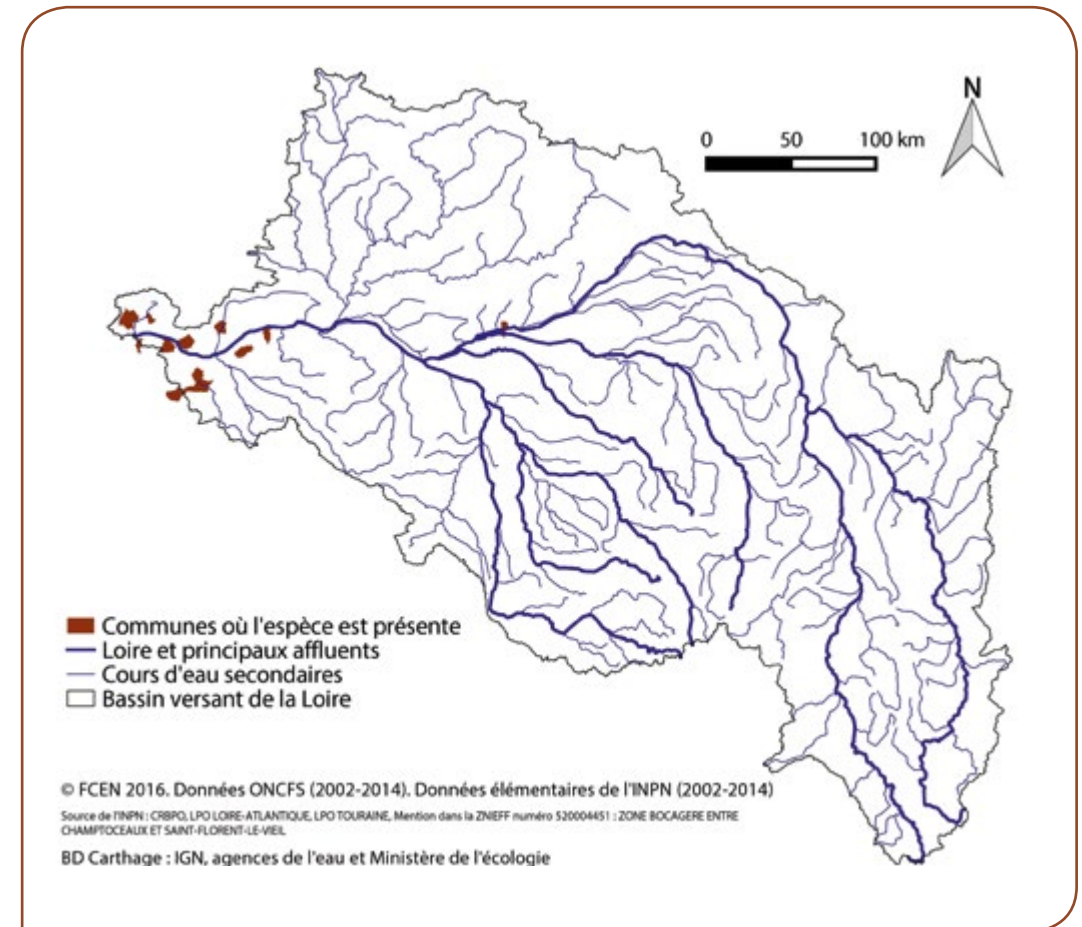 N
0 50 100 km
Communes où l'espèce est présente
Loire et principaux affluents
Cours d'eau secondaires
Bassin versant de la Loire
© FCEN 2016. Données ONCFS (2002-2014). Données élémentaires de l'INPN (2002-2014)
Source de l'INPN : CRBPO, LPO LOIRE-ATLANTIQUE, LPO TOURAINE, Mention dans la ZNIEFF numéro 520004451 : ZONE BOCAGERE ENTRE
CHAMPTOCEAUX ET SAINT-FLORENT-LE-VIEIL
BD Carthage : IGN, agences de l'eau et Ministère de l'écologie